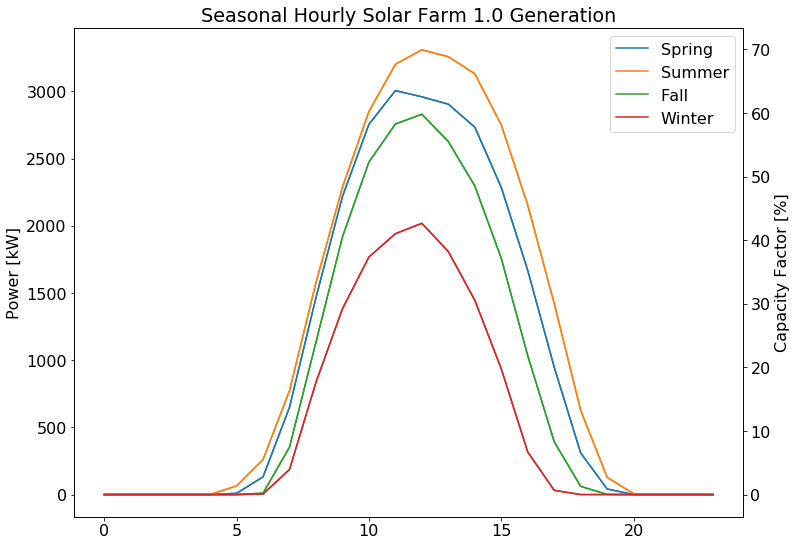 Seasonal Hourly Solar Farm 1.0 Generation
Spring
Summer
Fall
Winter
Power [kW]
3000
2500
2000
1500
1000
500
0
Capacity Factor [%]
70
60
50
40
30
20
10
0
0
5
10
15
20